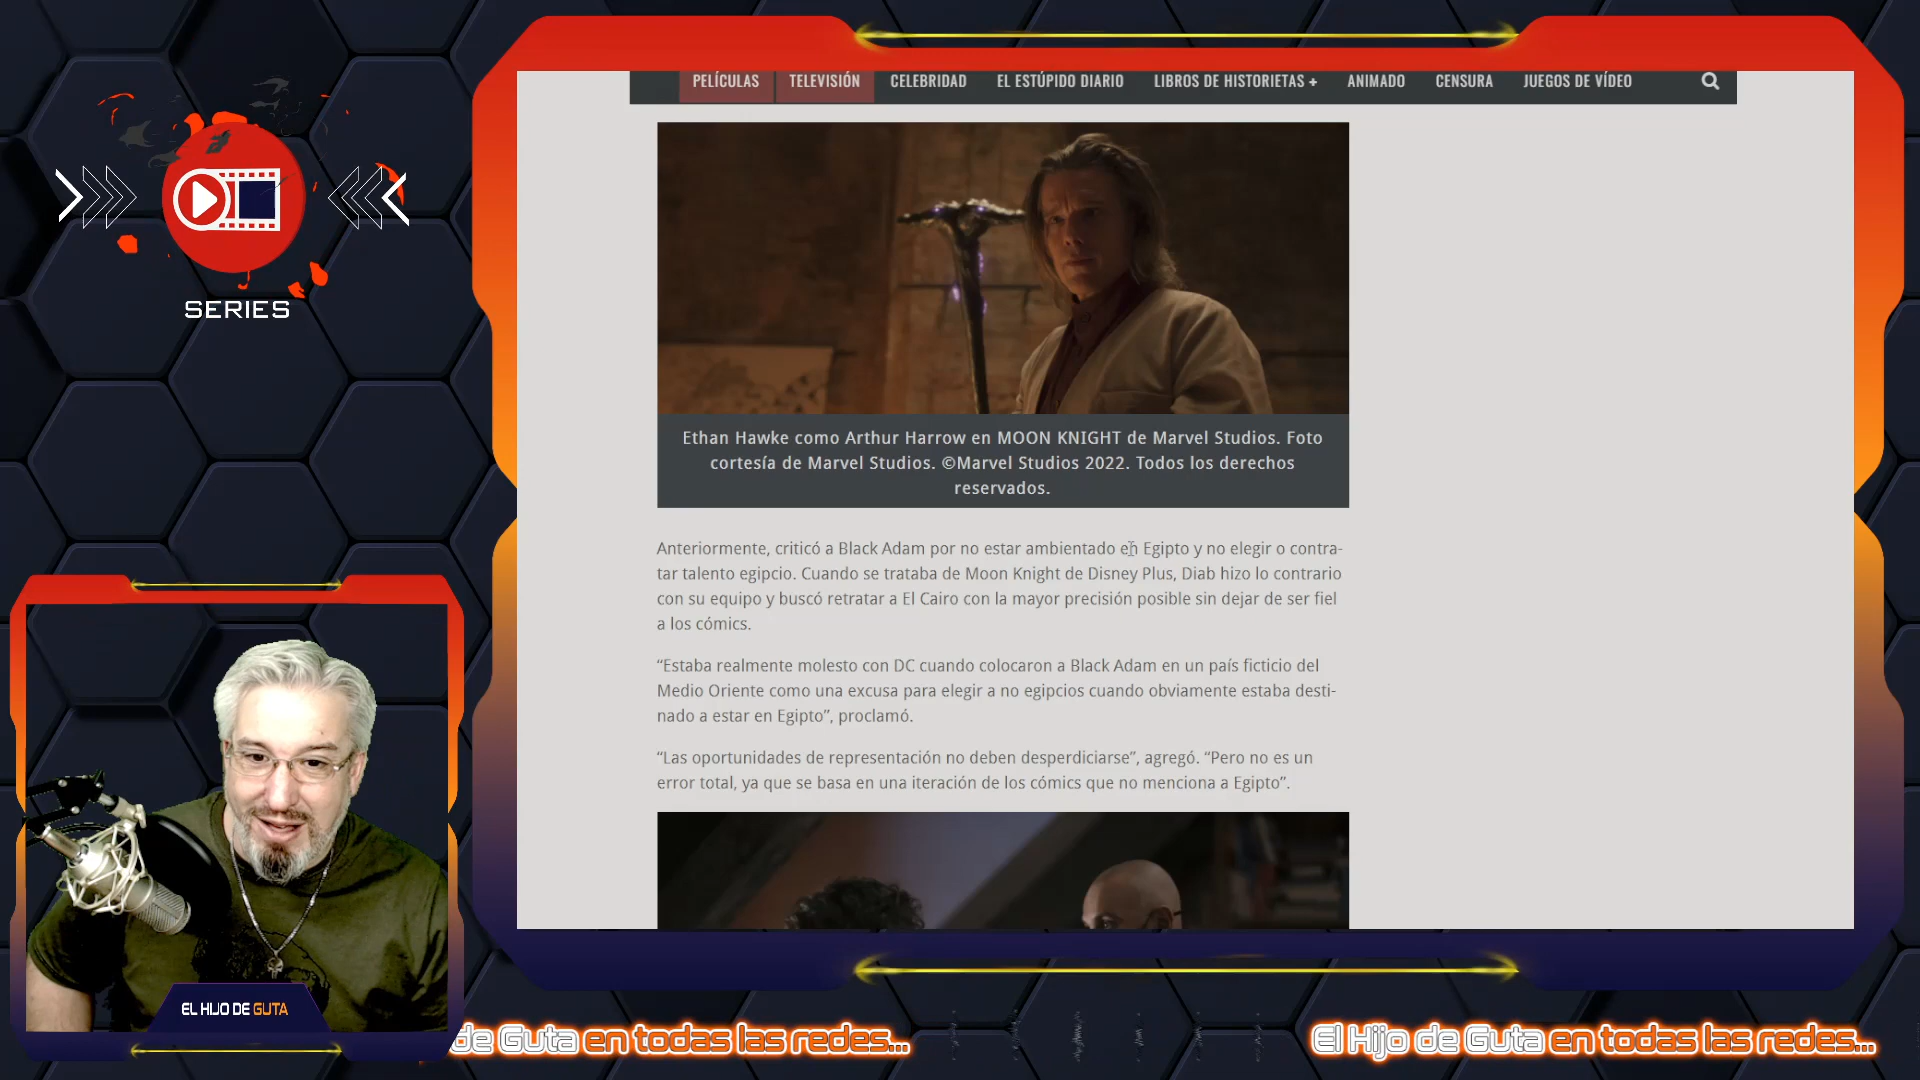 PELÍCULAS TELEVISIÓN CELEBRIDAD EL ESTÚPIDO DIARIO LIBROS DE HISTORIETAS + ANIMADO CENSURA JUEGOS DE VÍDEO
SERIES
Ethan Hawke como Arthur Harrow en MOON KNIGHT de Marvel Studios. Foto
cortesía de Marvel Studios. ©Marvel Studios 2022. Todos los derechos
reservados.
Anteriormente, criticó a Black Adam por no estar ambientado en Egipto y no elegir o contra-
tar talento egipcio. Cuando se trataba de Moon Knight de Disney Plus, Diab hizo lo contrario
con su equipo y buscó retratar a El Cairo con la mayor precisión posible sin dejar de ser fiel
a los cómics.
“Estaba realmente molesto con DC cuando colocaron a Black Adam en un país ficticio del
Medio Oriente como una excusa para elegir a no egipcios cuando obviamente estaba desti-
nado a estar en Egipto”, proclamó.
“Las oportunidades de representación no deben desperdiciarse”, agregó. “Pero no es un
error total, ya que se basa en una iteración de los cómics que no menciona a Egipto”.
EL HIJO DE GUTA
de Guta en todas las redes...
El Hijo de Guta en todas las redes...